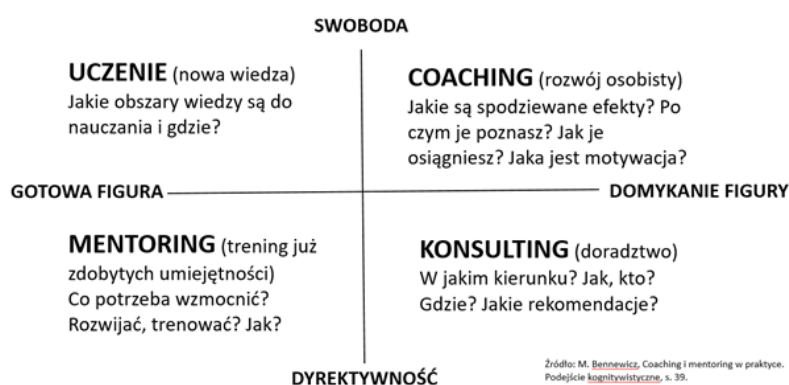 SWOBODA
UCZENIE (nowa wiedza)
Jakie obszary wiedzy są do
nauczania i gdzie?
COACHING (rozwój osobisty)
Jakie są spodziewane efekty? Po
czym je poznasz? Jak je
osiągniesz? Jaka jest motywacja?
GOTOWA FIGURA
DOMYKANIE FIGURY
MENTORING (trening już
zdobytych umiejętności)
Co potrzeba wzmocnić?
Rozwijać, trenować? Jak?
KONSULTING (doradztwo)
W jakim kierunku? Jak, kto?
Gdzie? Jakie rekomendacje?
DYREKTYWNOŚĆ
Źródło: M. Bennewicz, Coaching i mentoring w praktyce.
Podejście kognitywistyczne, s. 39.